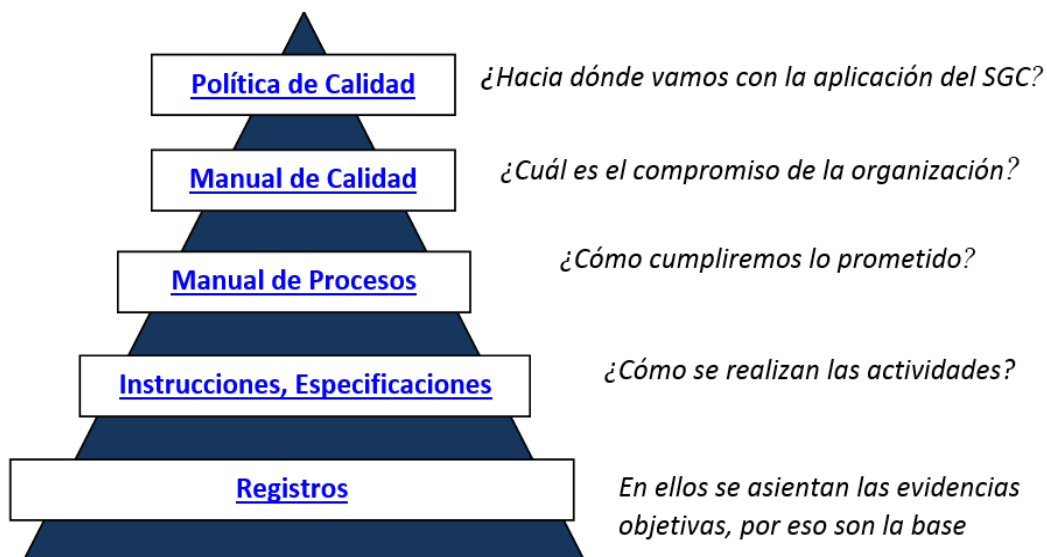 Política de Calidad
¿Hacia dónde vamos con la aplicación del SGC?
Manual de Calidad
¿Cuál es el compromiso de la organización?
Manual de Procesos
¿Cómo cumpliremos lo prometido?
Instrucciones, Especificaciones
¿Cómo se realizan las actividades?
Registros
En ellos se asientan las evidencias
objetivas, por eso son la base